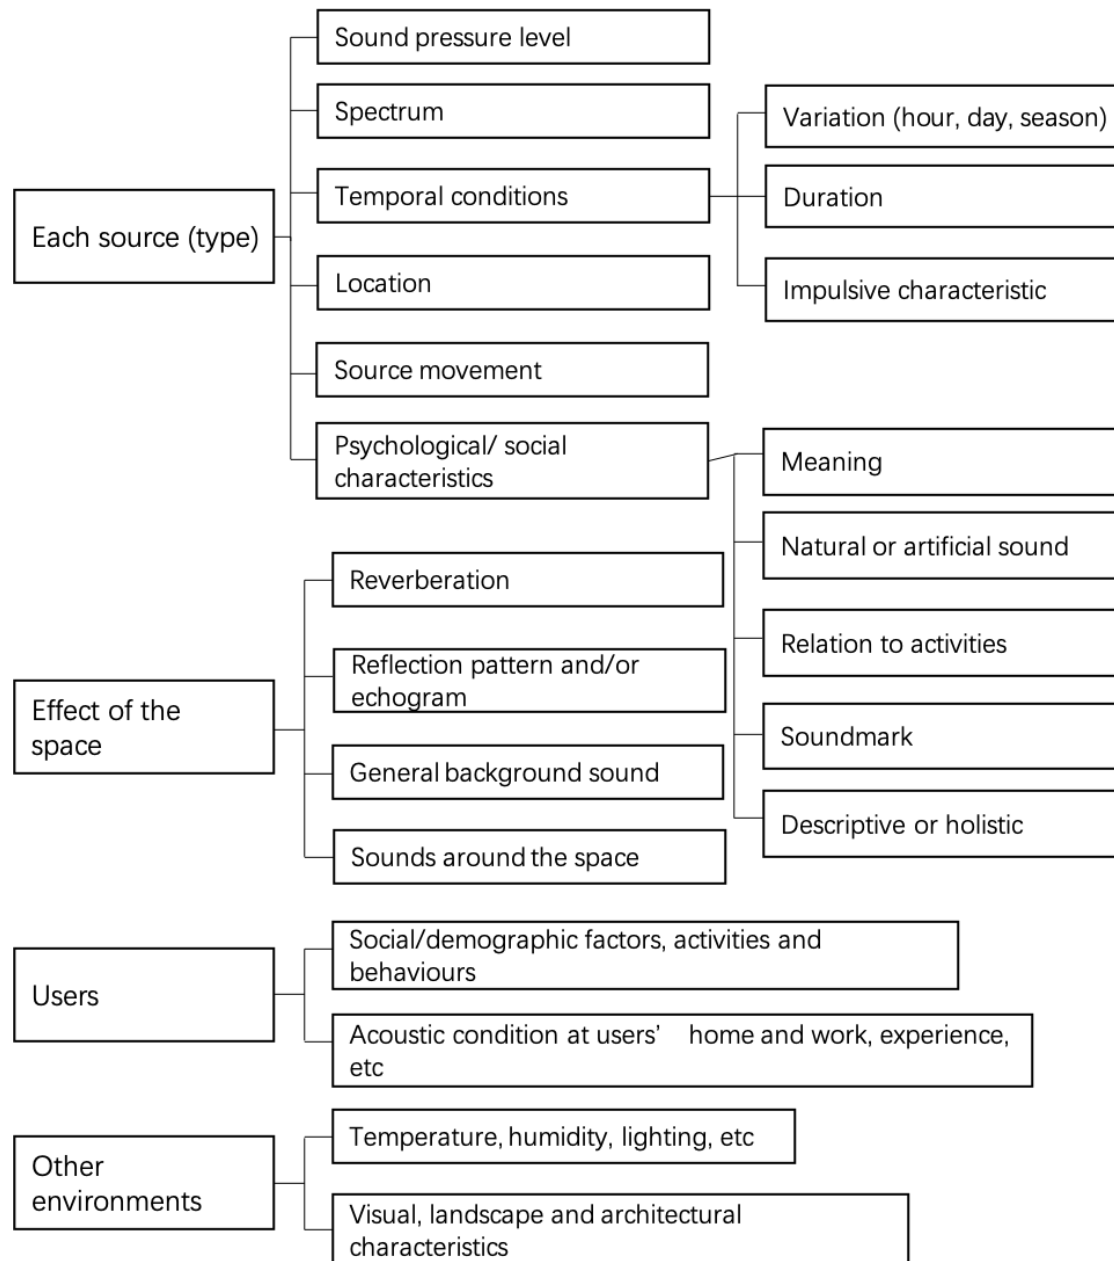 Sound pressure level
Spectrum
Variation (hour, day, season)
Temporal conditions
Duration
Each source (type)
Location
Impulsive characteristic
Source movement
Psychological/ social
characteristics
Meaning
Natural or artificial sound
Relation to activities
Soundmark
Descriptive or holistic
Reverberation
Reflection pattern and/or
echogram
Effect of the
space
General background sound
Sounds around the space
Social/demographic factors, activities and
behaviours
Users
Acoustic condition at users’ home and work, experience,
etc
Temperature, humidity, lighting, etc
Other
environments
Visual, landscape and architectural
characteristics